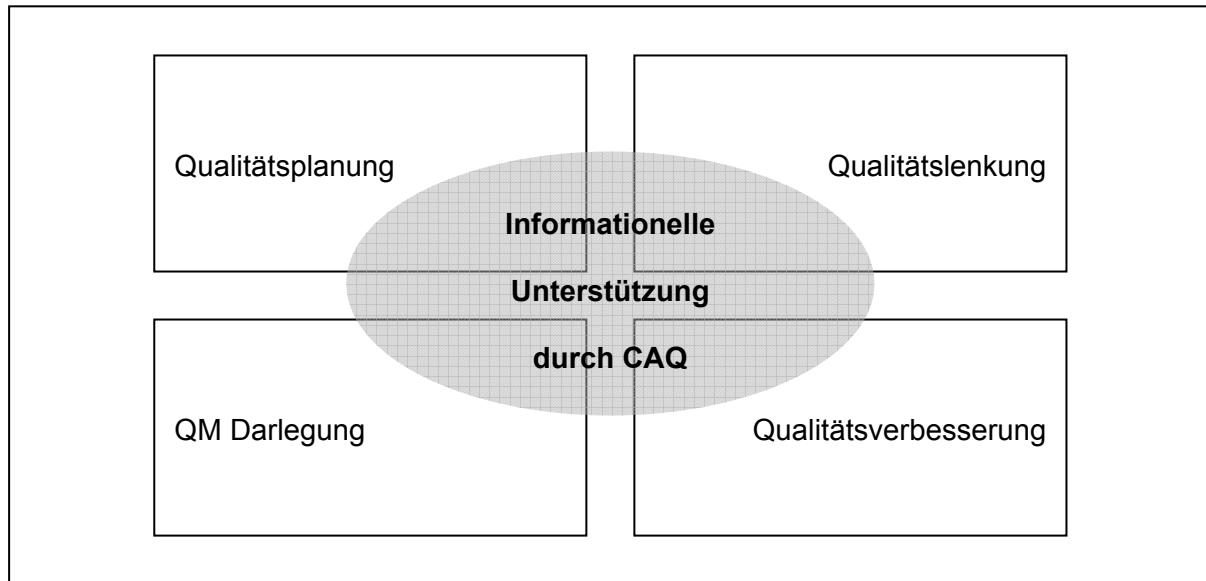 Qualitätsplanung
Qualitätslenkung
Informationelle
Unterstützung
durch CAQ
QM Darlegung
Qualitätsverbesserung